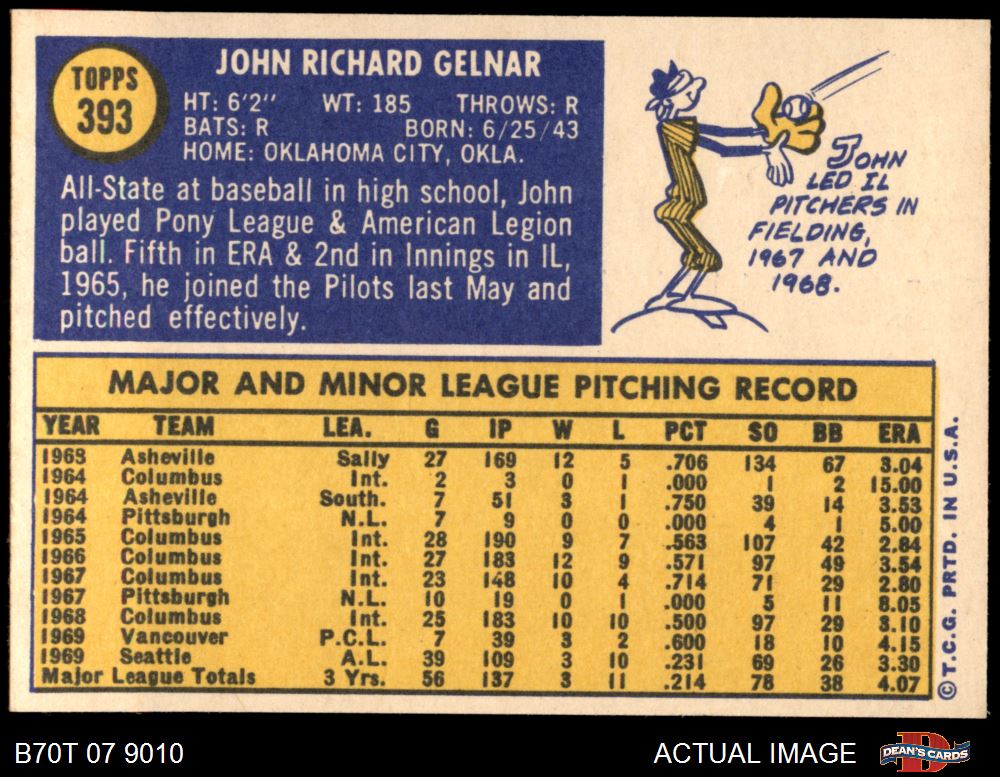 TOPPS
393
JOHN RICHARD GELNAR
HT: 6'2" WT: 185 THROWS: R
BATS: R BORN: 6/25/43
HOME: OKLAHOMA CITY, OKLA.
All-State at baseball in high school, John
played Pony League & American Legion
ball. Fifth in ERA & 2nd in Innings in IL,
1965, he joined the Pilots last May and
pitched effectively.
JOHN
LED IL
PITCHERS IN
FIELDING,
1967 AND
1968.
MAJOR AND MINOR LEAGUE PITCHING RECORD
YEAR TEAM LEA. G IP W L PCT SO BB ERA
1963 Asheville Sally 27 169 12 5 .706 134 67 3.04
1964 Columbus Int. 2 3 0 1 .000 1 2 15.00
1964 Asheville South. 7 51 3 1 .750 39 14 3.53
1964 Pittsburgh N.L. 7 9 0 0 .000 4 1 5.00
1965 Columbus Int. 28 190 9 7 .563 107 42 2.84
1966 Columbus Int. 27 183 12 9 .571 97 49 3.54
1967 Columbus Int. 23 148 10 4 .714 71 29 2.80
1967 Pittsburgh N.L. 10 19 0 1 .000 5 11 8.05
1968 Columbus Int. 25 183 10 10 .500 97 29 3.10
1969 Vancouver P.C.L. 7 39 3 2 .600 18 10 4.15
1969 Seattle A.L. 39 109 3 10 .231 69 26 3.30
Major League Totals 3 Yrs. 56 137 3 11 .214 78 38 4.07
© T.C.G. PRTD. IN U.S.A.
B70T 07 9010
ACTUAL IMAGE
DEAN'S CARDS